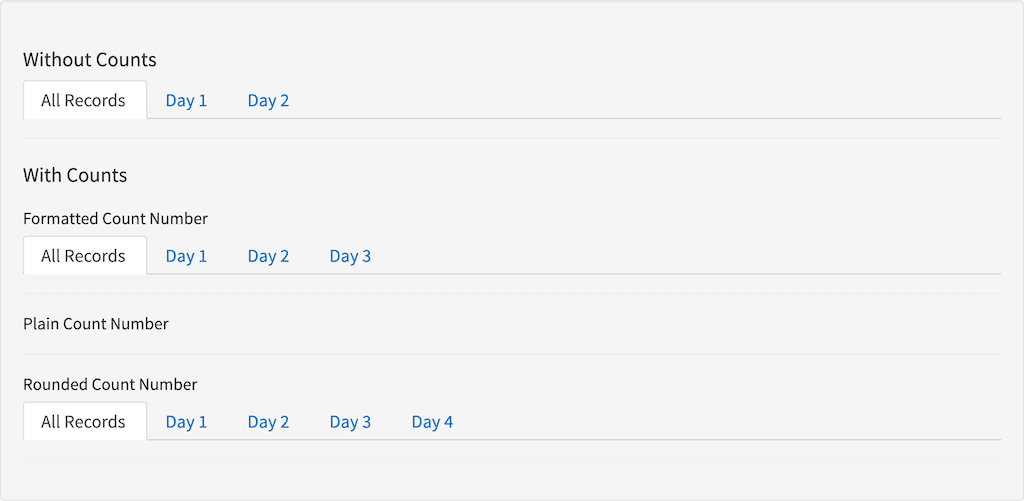 Without Counts
All Records Day 1 Day 2
With Counts
Formatted Count Number
All Records Day 1 Day 2 Day 3
Plain Count Number
Rounded Count Number
All Records Day 1 Day 2 Day 3 Day 4